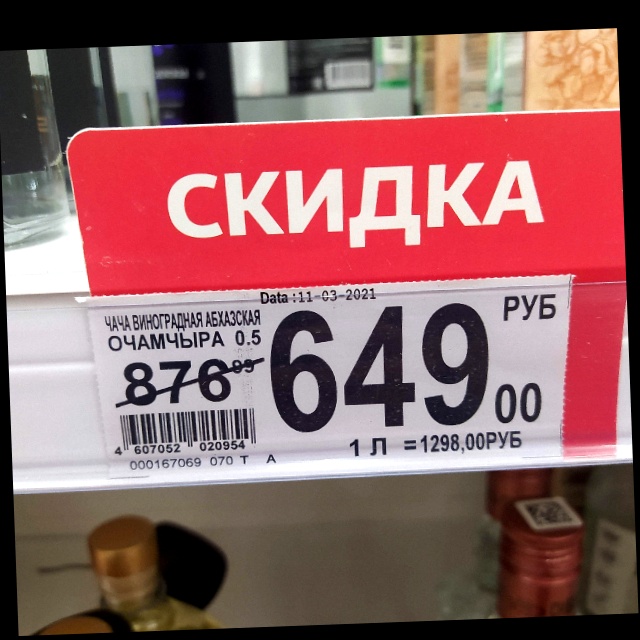 СКИДКА
Data :11-03-2021
ЧАЧА ВИНОГРАДНАЯ АБХАЗСКАЯ
ОЧАМЧЫРА 0.5
876 99
649 00
РУБ
4 607052 020954
1 Л =1298,00РУБ
000167069 070 Т А